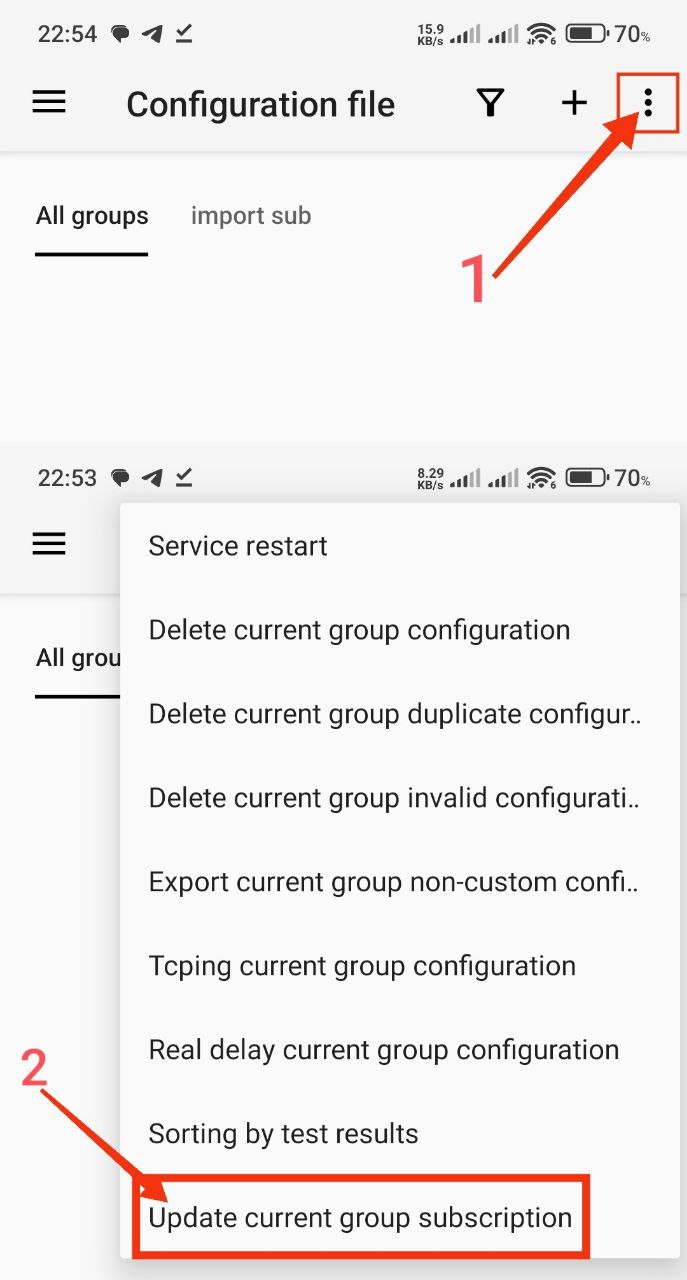 22:54 15.9 KB/s 6 70%
Configuration file
All groups import sub
1
22:53 8.29 KB/s 6 70%
Service restart
Delete current group configuration
All grou
Delete current group duplicate configur..
Delete current group invalid configurati..
Export current group non-custom confi..
Tcping current group configuration
Real delay current group configuration
2
Sorting by test results
Update current group subscription